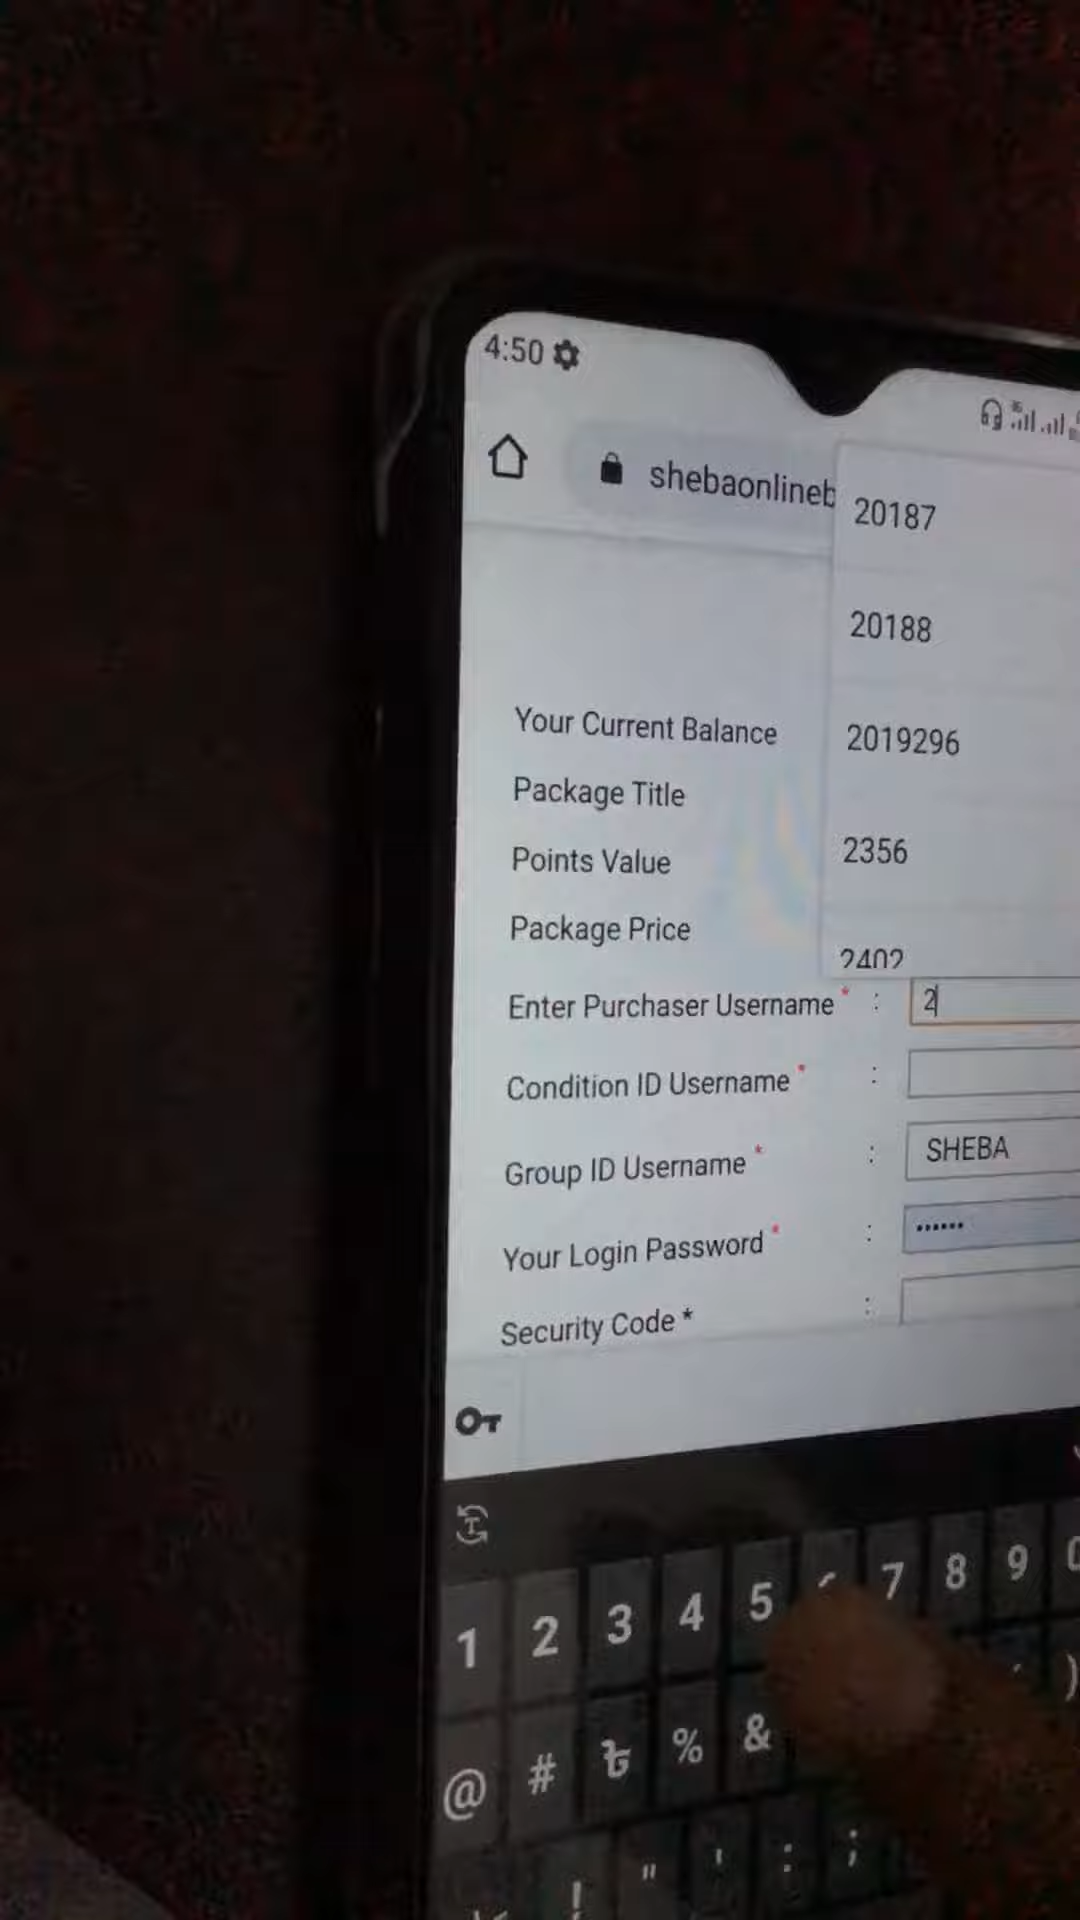 4:50
shebaonlineb
20187
20188
2019296
2356
2402
Your Current Balance
Package Title
Points Value
Package Price
Enter Purchaser Username * : 2
Condition ID Username * :
Group ID Username * : SHEBA
Your Login Password * : ••••••
Security Code * :
1 2 3 4 5 7 8 9
@ # ৳ % & )
! " ' : ;